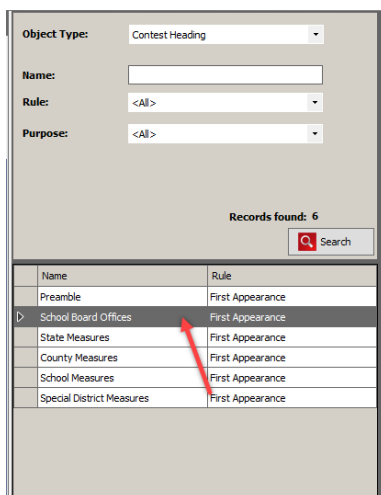 Object Type: Contest Heading
Name:
Rule: <All>
Purpose: <All>
Records found: 6
Search
Name Rule
Preamble First Appearance
School Board Offices First Appearance
State Measures First Appearance
County Measures First Appearance
School Measures First Appearance
Special District Measures First Appearance